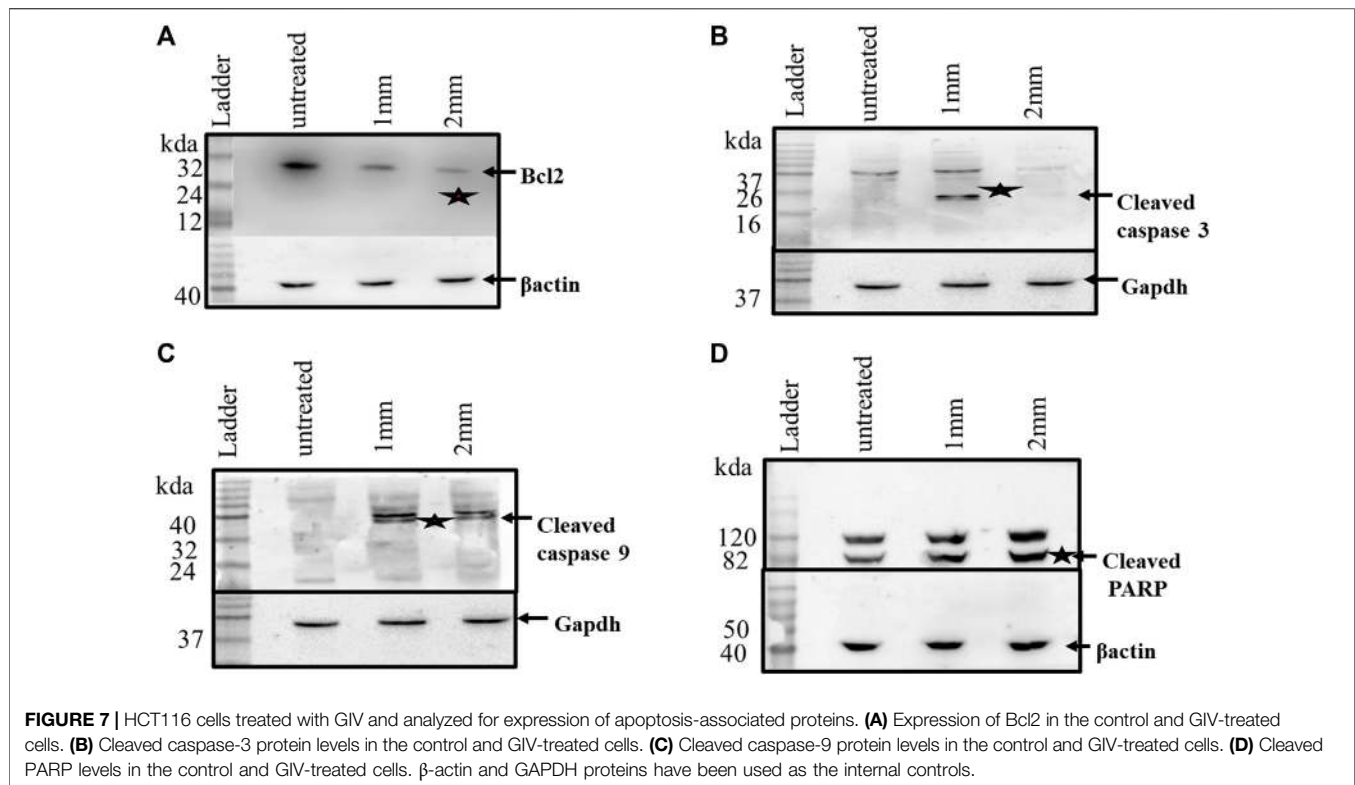 A
Ladder
untreated
1mm
2mm
kda
32
24
12
Bcl2
40
βactin
B
Ladder
untreated
1mm
2mm
kda
37
26
16
Cleaved
caspase 3
37
Gapdh
C
Ladder
untreated
1mm
2mm
kda
40
32
24
Cleaved
caspase 9
37
Gapdh
D
Ladder
untreated
1mm
2mm
kda
120
82
Cleaved
PARP
50
40
βactin
FIGURE 7 | HCT116 cells treated with GIV and analyzed for expression of apoptosis-associated proteins. (A) Expression of Bcl2 in the control and GIV-treated
cells. (B) Cleaved caspase-3 protein levels in the control and GIV-treated cells. (C) Cleaved caspase-9 protein levels in the control and GIV-treated cells. (D) Cleaved
PARP levels in the control and GIV-treated cells. β-actin and GAPDH proteins have been used as the internal controls.